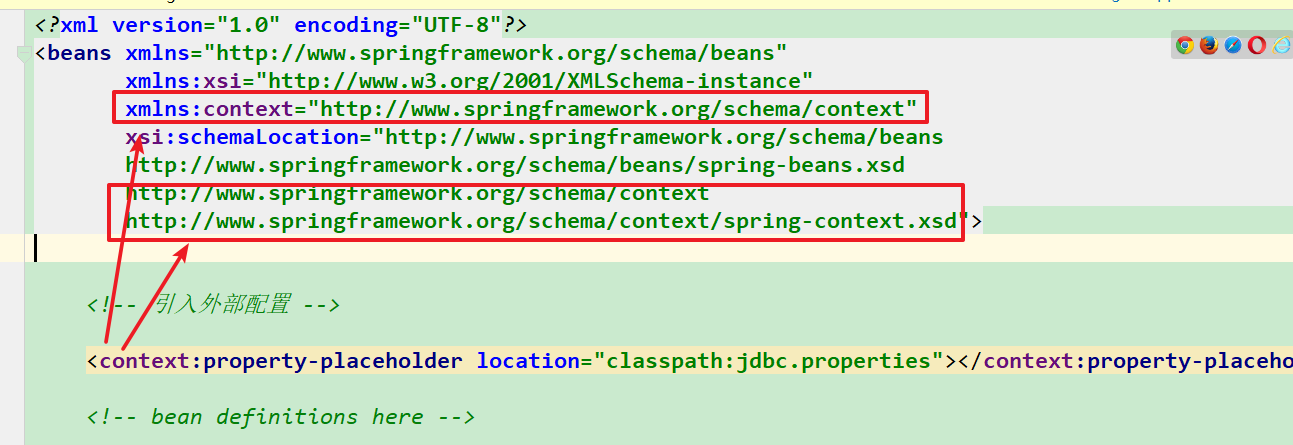 <?xml version="1.0" encoding="UTF-8"?>
<beans xmlns="http://www.springframework.org/schema/beans"
xmlns:xsi="http://www.w3.org/2001/XMLSchema-instance"
xmlns:context="http://www.springframework.org/schema/context"
xsi:schemaLocation="http://www.springframework.org/schema/beans
http://www.springframework.org/schema/beans/spring-beans.xsd
http://www.springframework.org/schema/context
http://www.springframework.org/schema/context/spring-context.xsd">
<!-- 引入外部配置 -->
<context:property-placeholder location="classpath:jdbc.properties"></context:property-placeho
<!-- bean definitions here -->